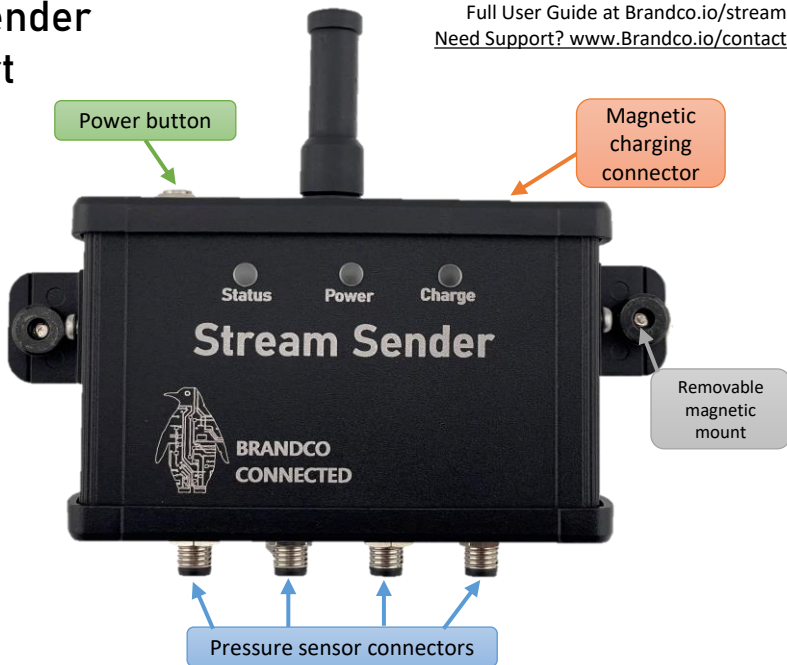 Full User Guide at Brandco.io/stream
Need Support? www.Brandco.io/contact
Power button
Magnetic
charging
connector
Status
Power
Charge
Stream Sender
Removable
magnetic
mount
BRANDCO
CONNECTED
Pressure sensor connectors